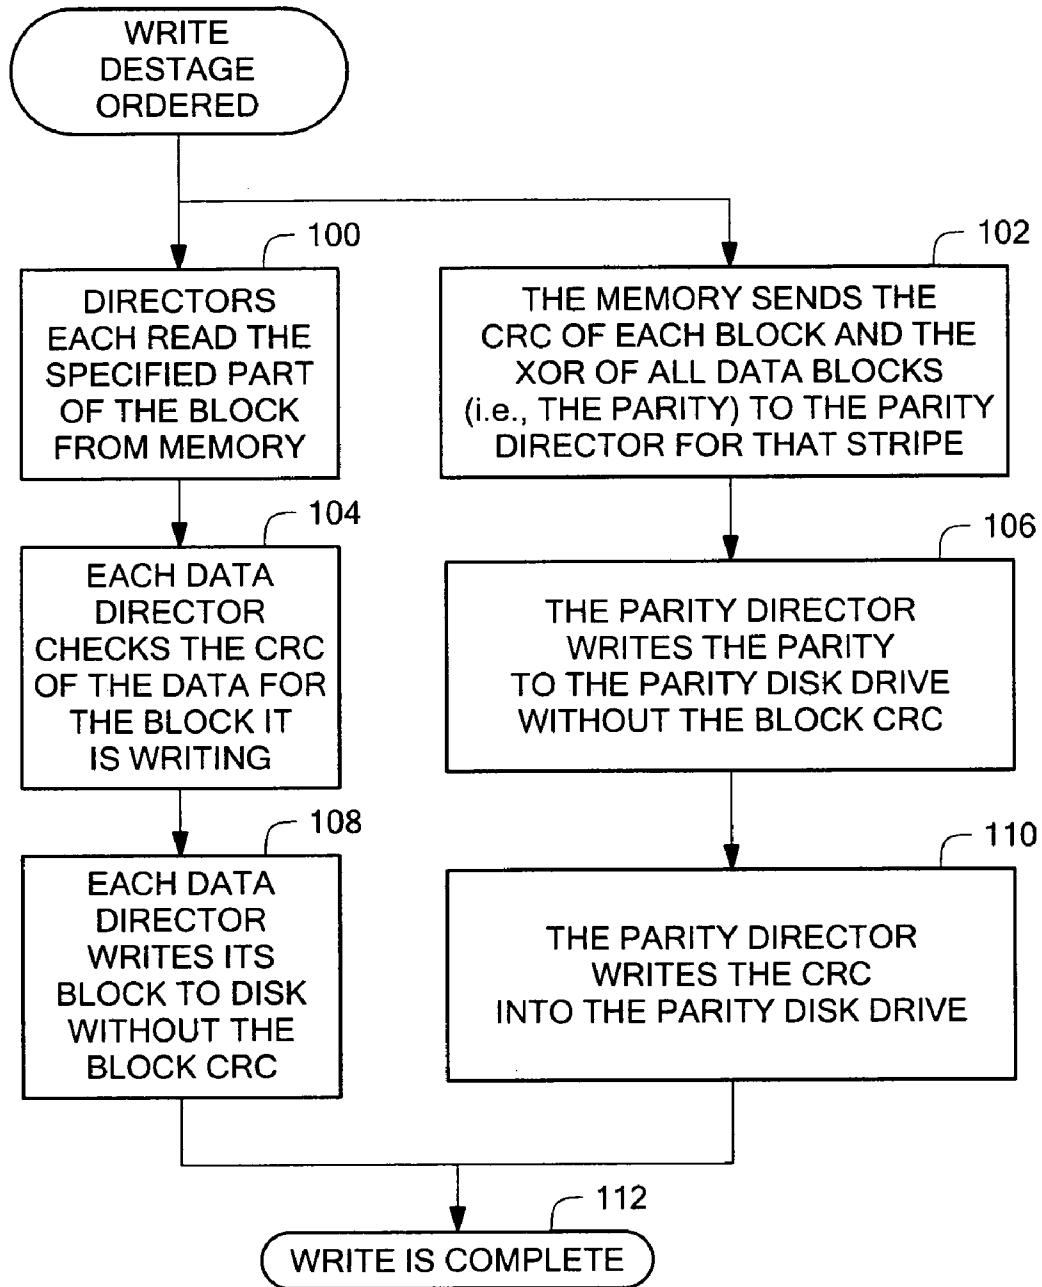 WRITE
DESTAGE
ORDERED
100
DIRECTORS
EACH READ THE
SPECIFIED PART
OF THE BLOCK
FROM MEMORY
102
THE MEMORY SENDS THE
CRC OF EACH BLOCK AND THE
XOR OF ALL DATA BLOCKS
(i.e., THE PARITY) TO THE PARITY
DIRECTOR FOR THAT STRIPE
104
EACH DATA
DIRECTOR
CHECKS THE CRC
OF THE DATA FOR
THE BLOCK IT
IS WRITING
106
THE PARITY DIRECTOR
WRITES THE PARITY
TO THE PARITY DISK DRIVE
WITHOUT THE BLOCK CRC
108
EACH DATA
DIRECTOR
WRITES ITS
BLOCK TO DISK
WITHOUT THE
BLOCK CRC
110
THE PARITY DIRECTOR
WRITES THE CRC
INTO THE PARITY DISK DRIVE
112
WRITE IS COMPLETE